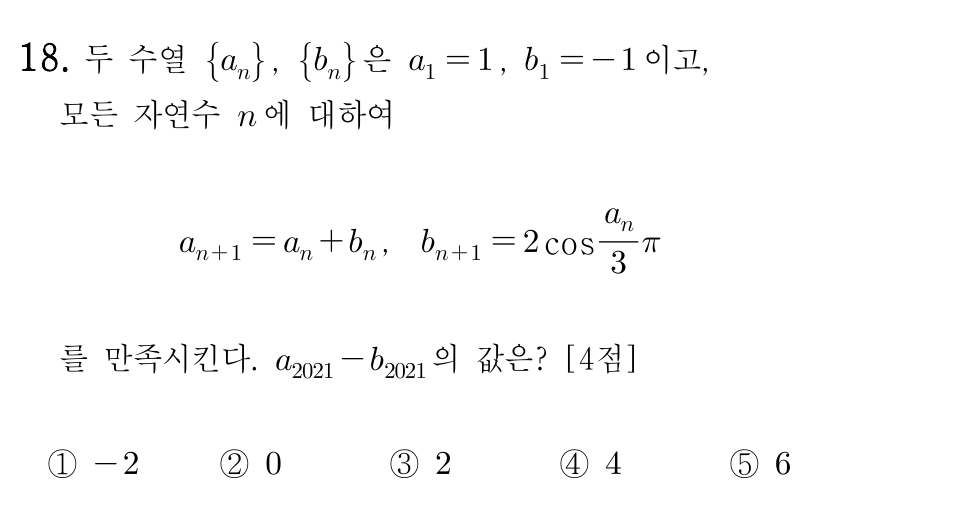 18. 두 수열 {aₙ}, {bₙ}은 a₁ = 1, b₁ = −1이고,
모든 자연수 n에 대하여
aₙ₊₁ = aₙ + bₙ, bₙ₊₁ = 2cos(aₙ/3)π
를 만족시킨다. a₂₀₂₁ − b₂₀₂₁의 값은? [4점]
① −2 ② 0 ③ 2 ④ 4 ⑤ 6